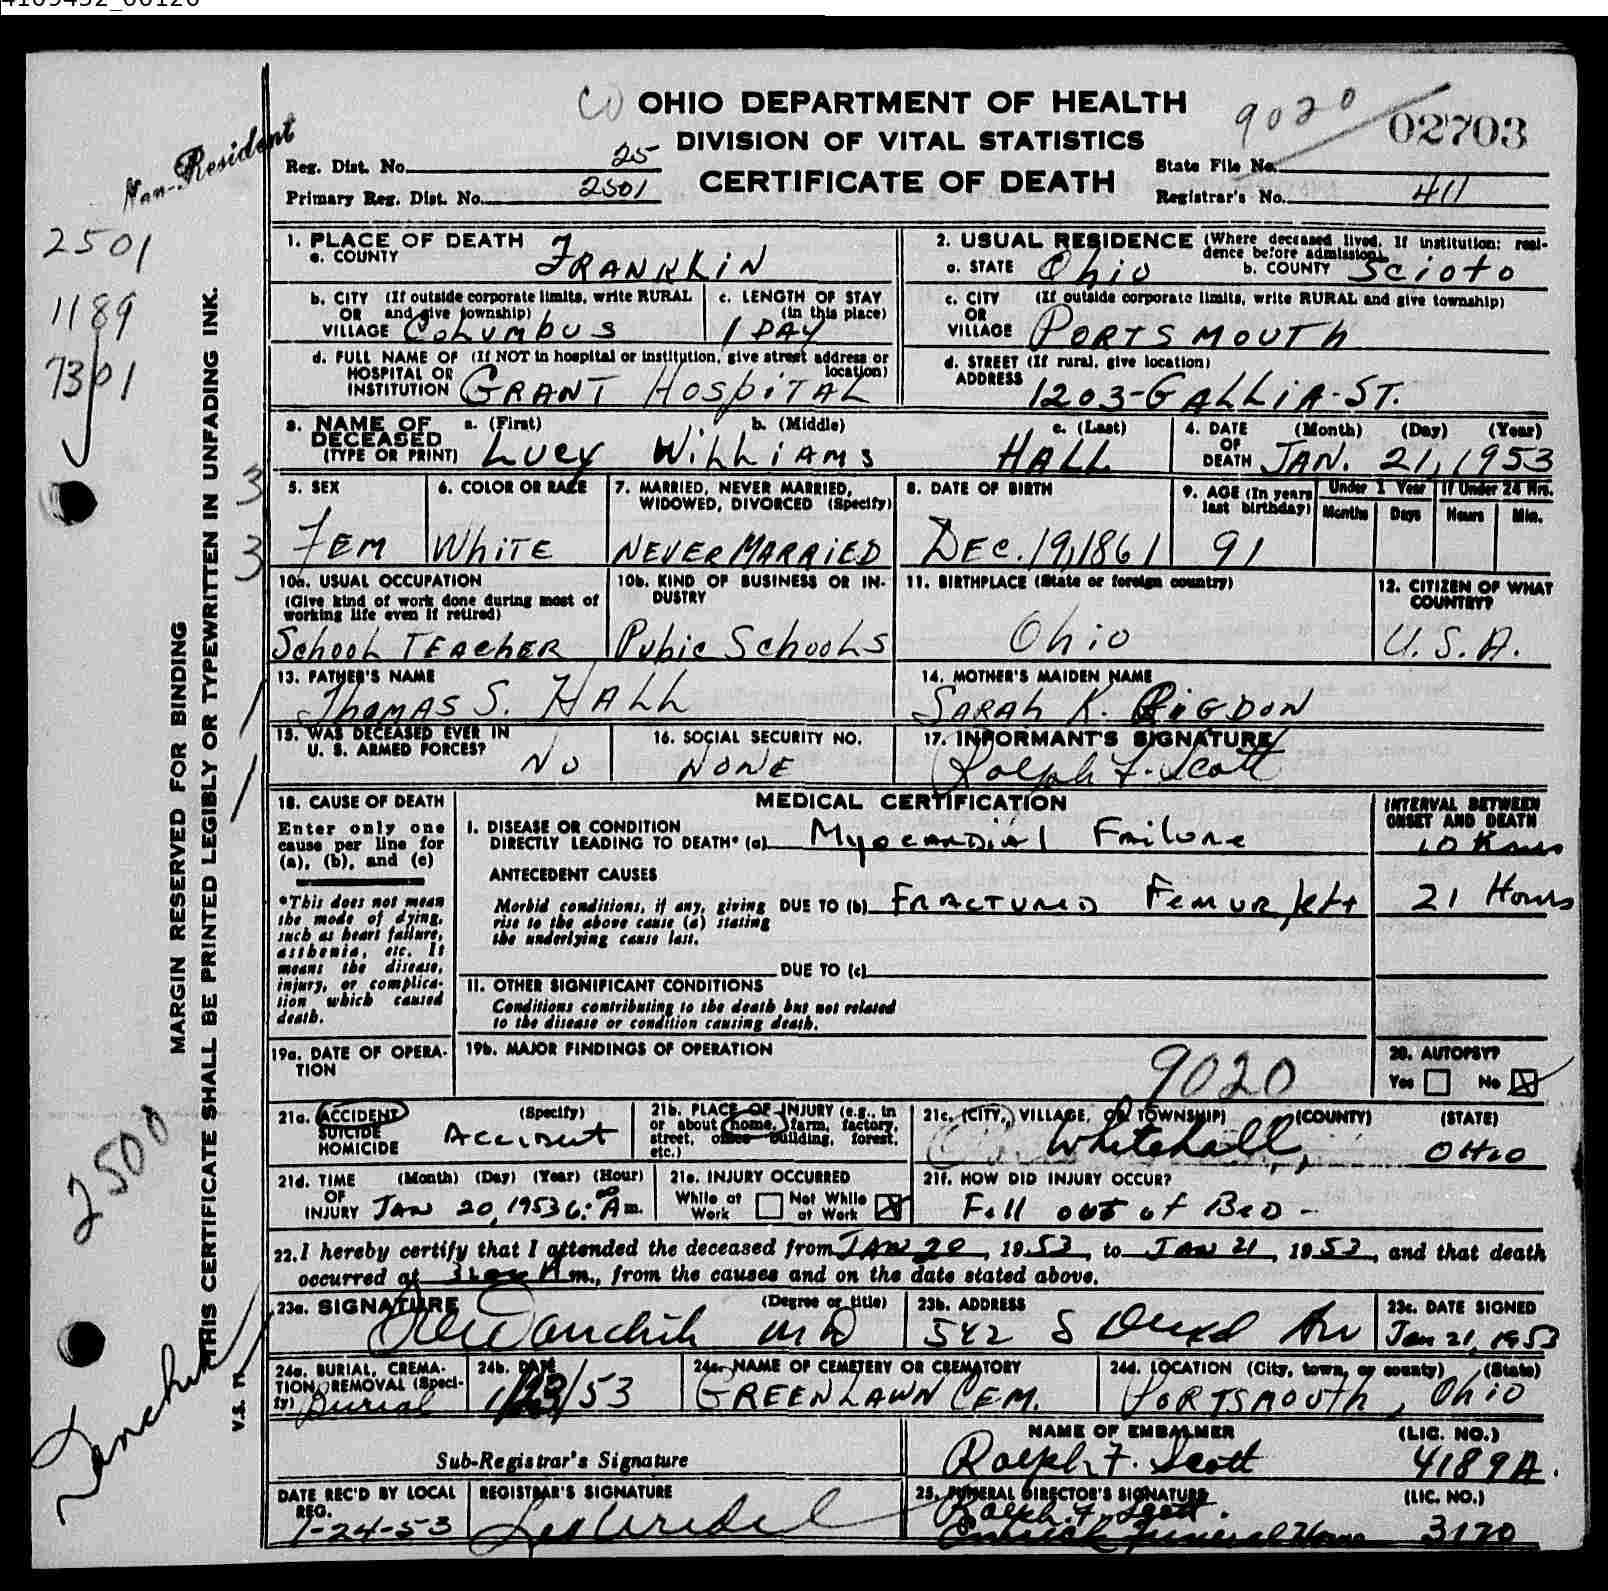 OHIO DEPARTMENT OF HEALTH
DIVISION OF VITAL STATISTICS
CERTIFICATE OF DEATH
9020
02703
Non-Resident
Reg. Dist. No. 25
Primary Reg. Dist. No. 2501
State File No.
Registrar's No. 411
2501
1189
7301
3
3
2500
MARGIN RESERVED FOR BINDING
THIS CERTIFICATE SHALL BE PRINTED LEGIBLY OR TYPEWRITTEN IN UNFADING INK.
1. PLACE OF DEATH
a. COUNTY FRANKLIN
2. USUAL RESIDENCE (Where deceased lived. If institution: residence before admission).
a. STATE Ohio b. COUNTY Scioto
b. CITY (If outside corporate limits, write RURAL
OR and give township)
VILLAGE COLUMBUS
c. LENGTH OF STAY
(in this place)
1 DAY
c. CITY (If outside corporate limits, write RURAL and give township)
OR
VILLAGE PORTSMOUTH
d. FULL NAME OF (If NOT in hospital or institution, give street address or
HOSPITAL OR location)
INSTITUTION GRANT HOSPITAL
d. STREET (If rural, give location)
ADDRESS 1203-GALLIA-ST.
3. NAME OF
DECEASED
(TYPE OR PRINT)
a. (First) Lucy
b. (Middle) Williams
c. (Last) HALL
4. DATE (Month) (Day) (Year)
OF
DEATH JAN. 21, 1953
5. SEX
FEM
6. COLOR OR RACE
White
7. MARRIED, NEVER MARRIED,
WIDOWED, DIVORCED (Specify)
NEVER MARRIED
8. DATE OF BIRTH
DEC. 19, 1861
9. AGE (In years
last birthday)
91
Under 1 Year
Months Days
If Under 24 Hrs.
Hours Min.
10a. USUAL OCCUPATION
(Give kind of work done during most of
working life even if retired)
School TEACHER
10b. KIND OF BUSINESS OR IN-
DUSTRY
Pubic Schools
11. BIRTHPLACE (State or foreign country)
Ohio
12. CITIZEN OF WHAT
COUNTRY?
U. S. A.
13. FATHER'S NAME
Thomas S. HALL
14. MOTHER'S MAIDEN NAME
SARAH K. RIGDON
15. WAS DECEASED EVER IN
U. S. ARMED FORCES? No
16. SOCIAL SECURITY NO.
NONE
17. INFORMANT'S SIGNATURE
Ralph F. Scott
18. CAUSE OF DEATH
Enter only one
cause per line for
(a), (b), and (c)
*This does not mean
the mode of dying,
such as heart failure,
asthenia, etc. It
means the disease,
injury, or complica-
tion which caused
death.
MEDICAL CERTIFICATION
INTERVAL BETWEEN
ONSET AND DEATH
I. DISEASE OR CONDITION
DIRECTLY LEADING TO DEATH* (a) Myocardial Failure 10 Hours
ANTECEDENT CAUSES
Morbid conditions, if any, giving
rise to the above cause (a) stating
the underlying cause last.
DUE TO (b) FRACTURED FEMUR, left 21 Hours
DUE TO (c)
II. OTHER SIGNIFICANT CONDITIONS
Conditions contributing to the death but not related
to the disease or condition causing death.
19a. DATE OF OPERA-
TION
19b. MAJOR FINDINGS OF OPERATION
9020
20. AUTOPSY?
Yes No
21a. ACCIDENT (Specify)
SUICIDE
HOMICIDE
Accident
21b. PLACE OF INJURY (e.g., in
or about home, farm, factory,
street, office building, forest,
etc.)
21c. (CITY, VILLAGE, OR TOWNSHIP) (COUNTY) (STATE)
Whitehall, OHIO
21d. TIME (Month) (Day) (Year) (Hour)
OF
INJURY JAN 20, 1953 6:00 Am.
21e. INJURY OCCURRED
While at
Work
Not While
at Work
21f. HOW DID INJURY OCCUR?
Fell out of Bed -
22. I hereby certify that I attended the deceased from JAN 20, 1953, to JAN 21, 1953, and that death
occurred at m., from the causes and on the date stated above.
23a. SIGNATURE (Degree or title)
MD
23b. ADDRESS
542 S Drexel Av
23c. DATE SIGNED
Jan 21, 1953
24a. BURIAL, CREMA-
TION, REMOVAL (Speci-
fy) Burial
24b. DATE
1/23/53
24c. NAME OF CEMETERY OR CREMATORY
GREENLAWN CEM.
24d. LOCATION (City, town, or county) (State)
PORTSMOUTH, Ohio
Sub-Registrar's Signature
NAME OF EMBALMER (LIC. NO.)
Ralph F. Scott 4189A.
DATE REC'D BY LOCAL
REG.
1-24-53
REGISTRAR'S SIGNATURE
25. FUNERAL DIRECTOR'S SIGNATURE (LIC. NO.)
Ralph F. Scott.
Funeral Home 3120